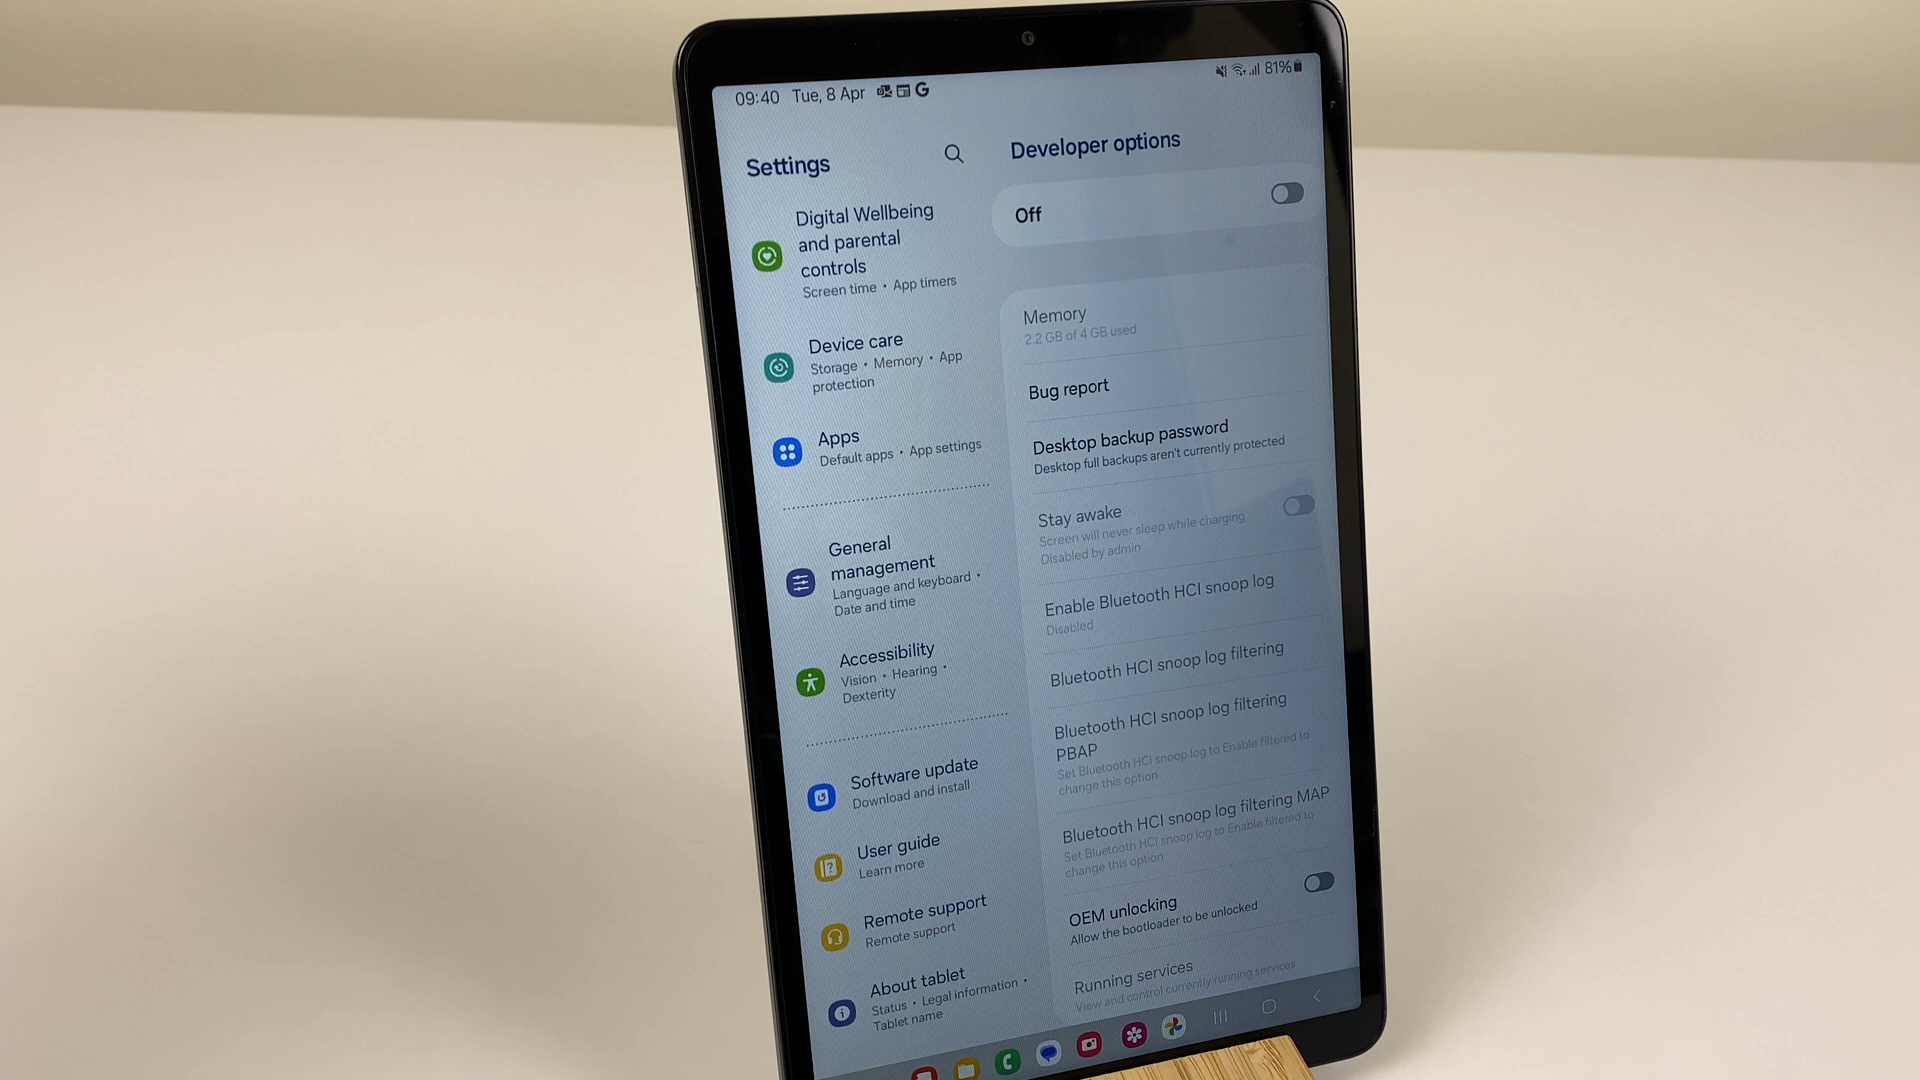 09:40 Tue, 8 Apr G
81%
Settings
Digital Wellbeing
and parental
controls
Screen time • App timers
Device care
Storage • Memory • App
protection
Apps
Default apps • App settings
General
management
Language and keyboard •
Date and time
Accessibility
Vision • Hearing •
Dexterity
Software update
Download and install
User guide
Learn more
Remote support
Remote support
About tablet
Status • Legal information •
Tablet name
Developer options
Off
Memory
2.2 GB of 4 GB used
Bug report
Desktop backup password
Desktop full backups aren't currently protected
Stay awake
Screen will never sleep while charging
Disabled by admin
Enable Bluetooth HCI snoop log
Disabled
Bluetooth HCI snoop log filtering
Bluetooth HCI snoop log filtering
PBAP
Set Bluetooth HCI snoop log to Enable filtered to
change this option
Bluetooth HCI snoop log filtering MAP
Set Bluetooth HCI snoop log to Enable filtered to
change this option
OEM unlocking
Allow the bootloader to be unlocked
Running services
View and control currently running services